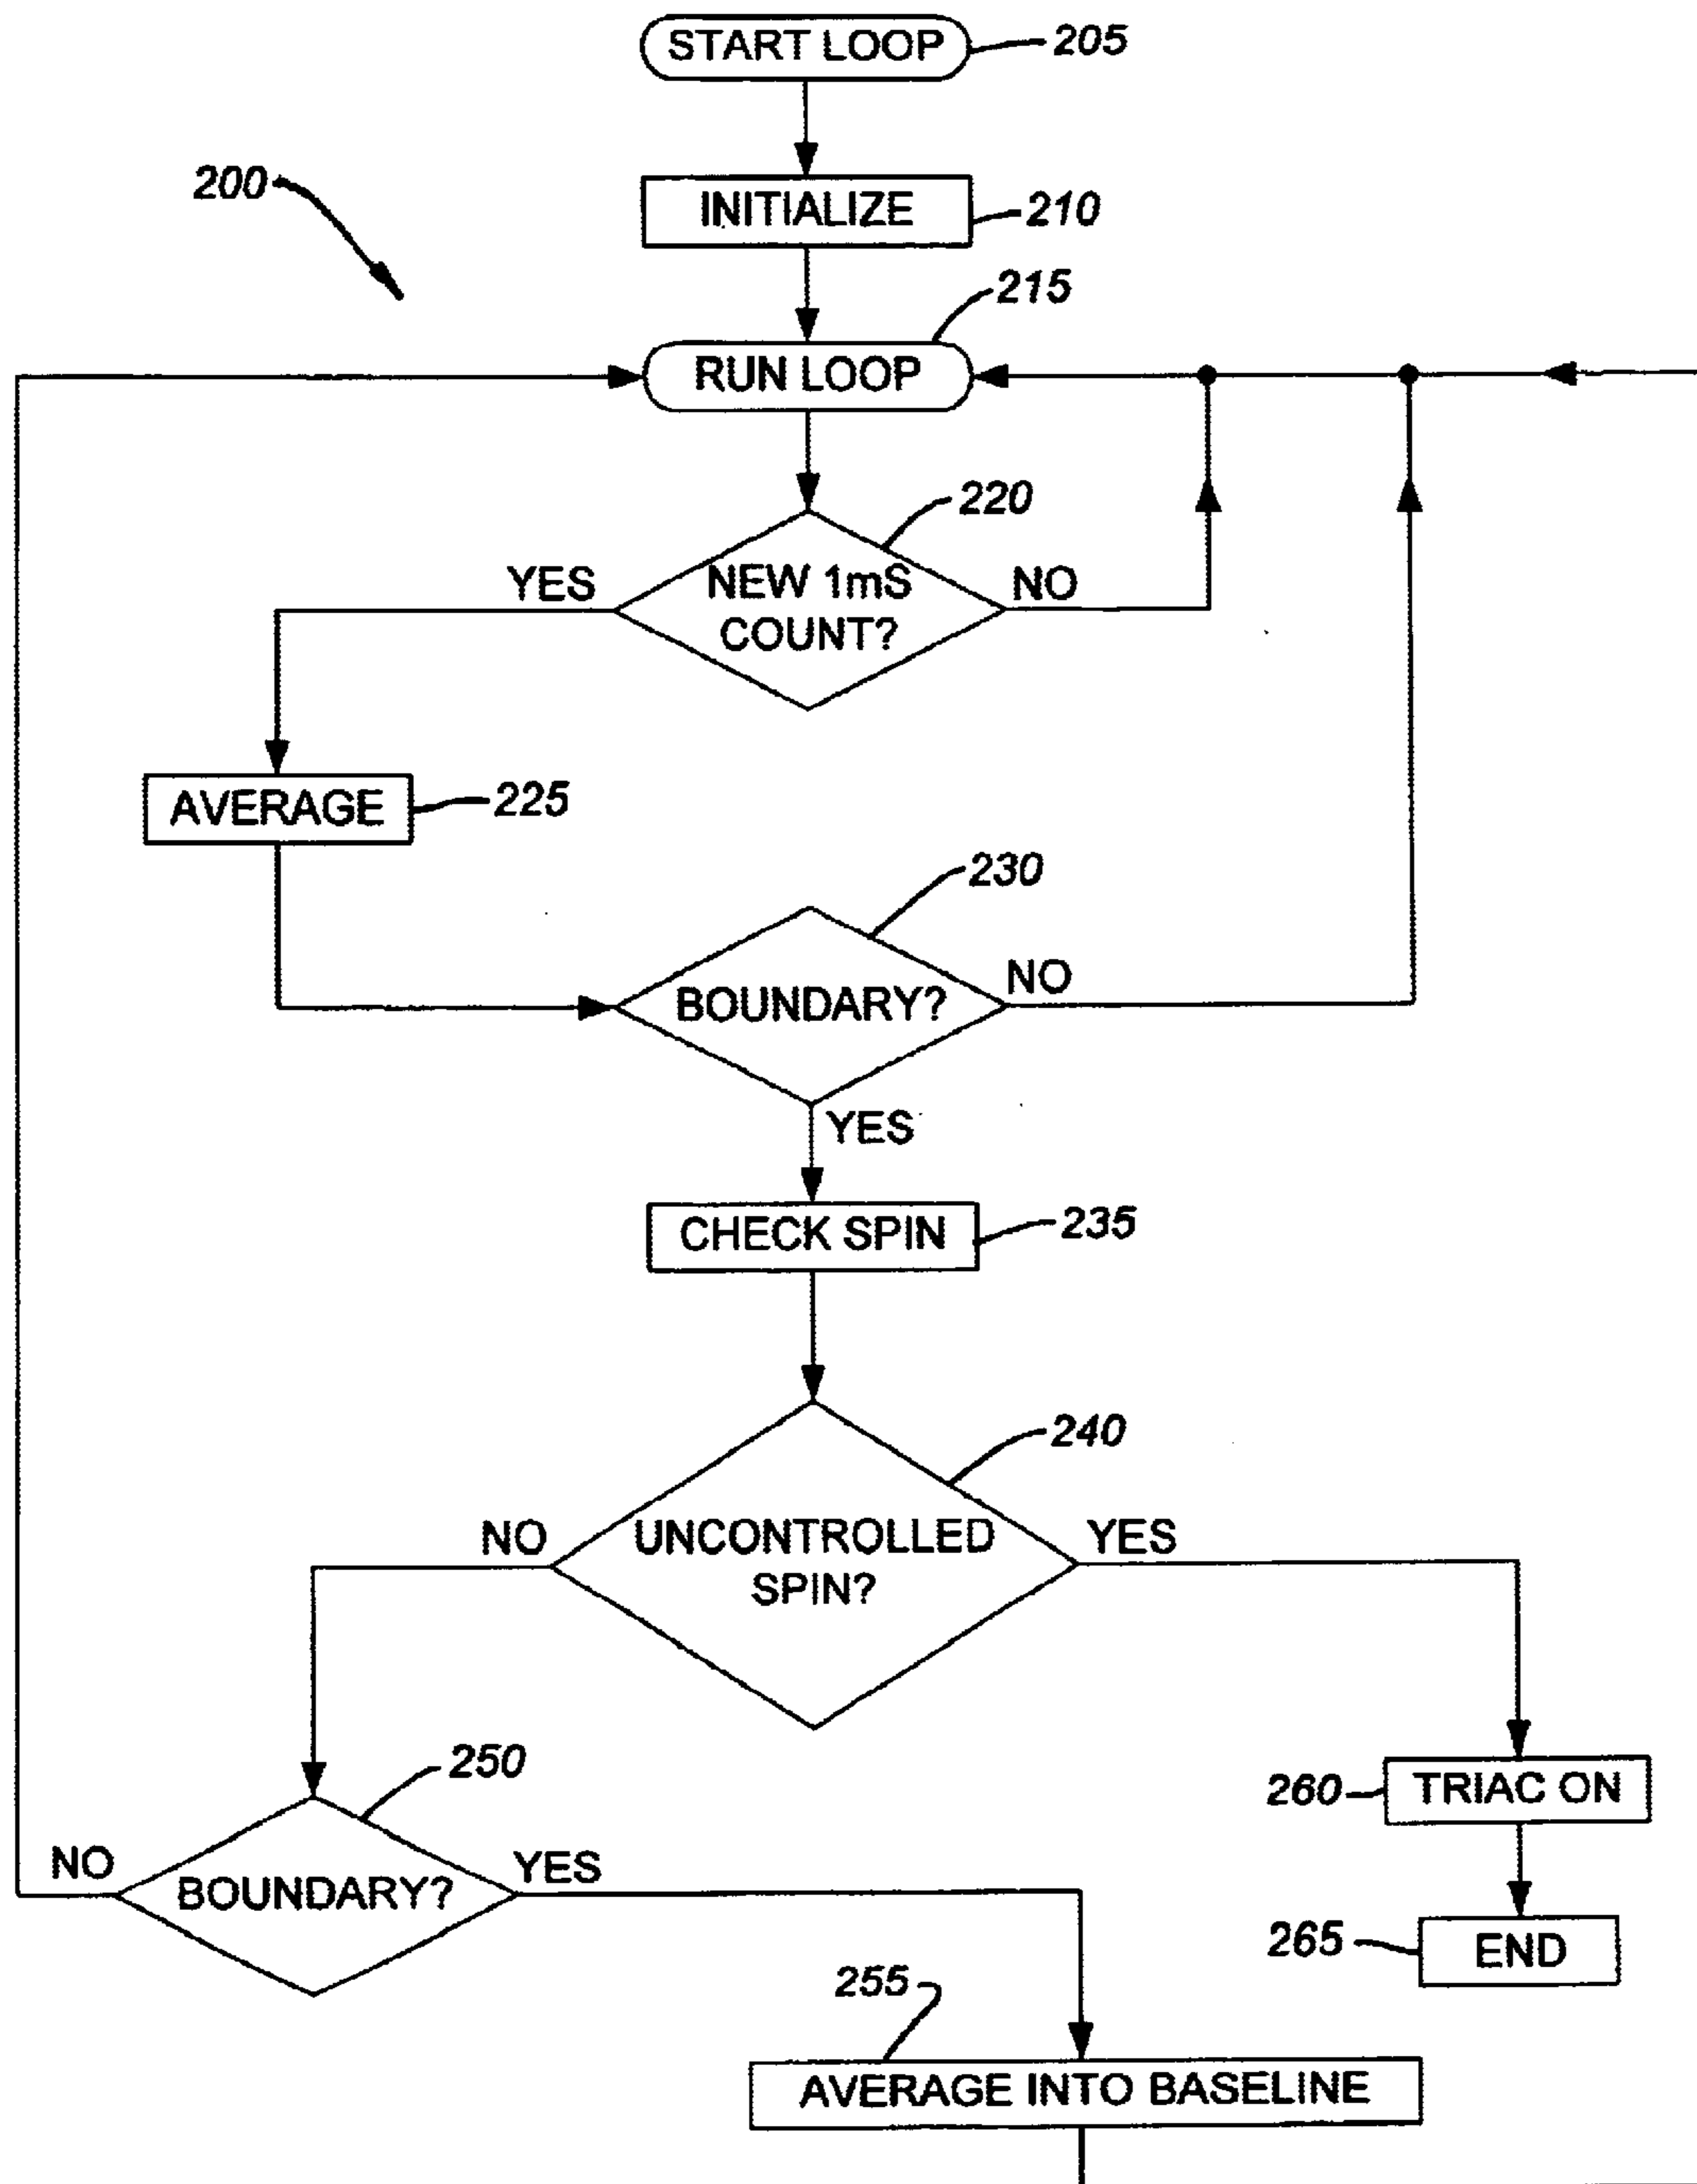 START LOOP
205
200
INITIALIZE
210
215
RUN LOOP
220
YES
NEW 1mS
COUNT?
NO
AVERAGE
225
230
BOUNDARY?
NO
YES
CHECK SPIN
235
240
NO
UNCONTROLLED
SPIN?
YES
250
NO
BOUNDARY?
YES
260
TRIAC ON
265
END
255
AVERAGE INTO BASELINE